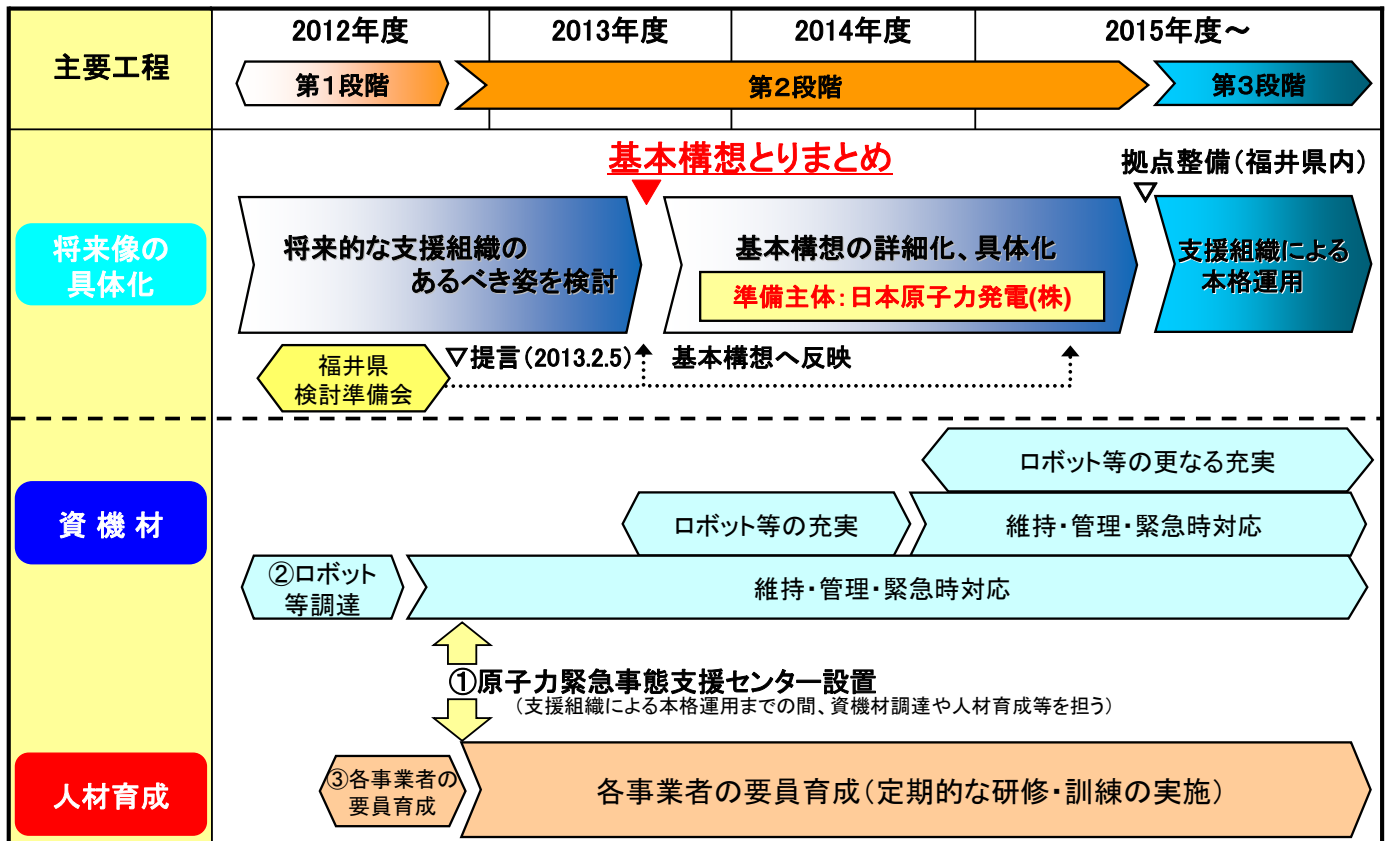 主要工程
2012年度
2013年度
2014年度
2015年度～
第１段階
第２段階
第３段階
将来像の
具体化
基本構想とりまとめ
拠点整備（福井県内）
将来的な支援組織の
あるべき姿を検討
基本構想の詳細化、具体化
準備主体：日本原子力発電(株)
支援組織による
本格運用
福井県
検討準備会
▽提言（2013.2.5）
基本構想へ反映
資 機 材
ロボット等の更なる充実
ロボット等の充実
維持・管理・緊急時対応
②ロボット
等調達
維持・管理・緊急時対応
①原子力緊急事態支援センター設置
（支援組織による本格運用までの間、資機材調達や人材育成等を担う）
人材育成
③各事業者の
要員育成
各事業者の要員育成（定期的な研修・訓練の実施）